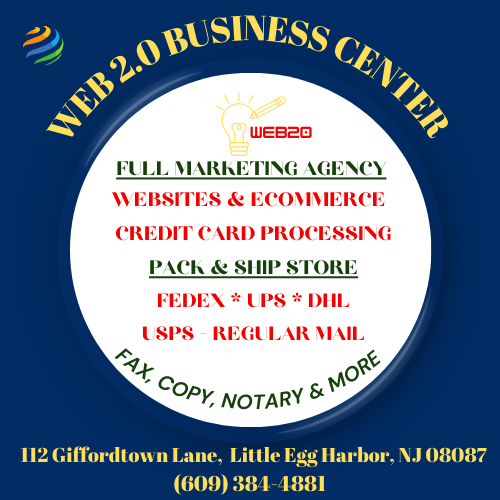 WEB 2.0 BUSINESS CENTER
WEB20
FULL MARKETING AGENCY
WEBSITES & ECOMMERCE
CREDIT CARD PROCESSING
PACK & SHIP STORE
FEDEX * UPS * DHL
USPS - REGULAR MAIL
FAX, COPY, NOTARY & MORE
112 Giffordtown Lane, Little Egg Harbor, NJ 08087
(609) 384-4881